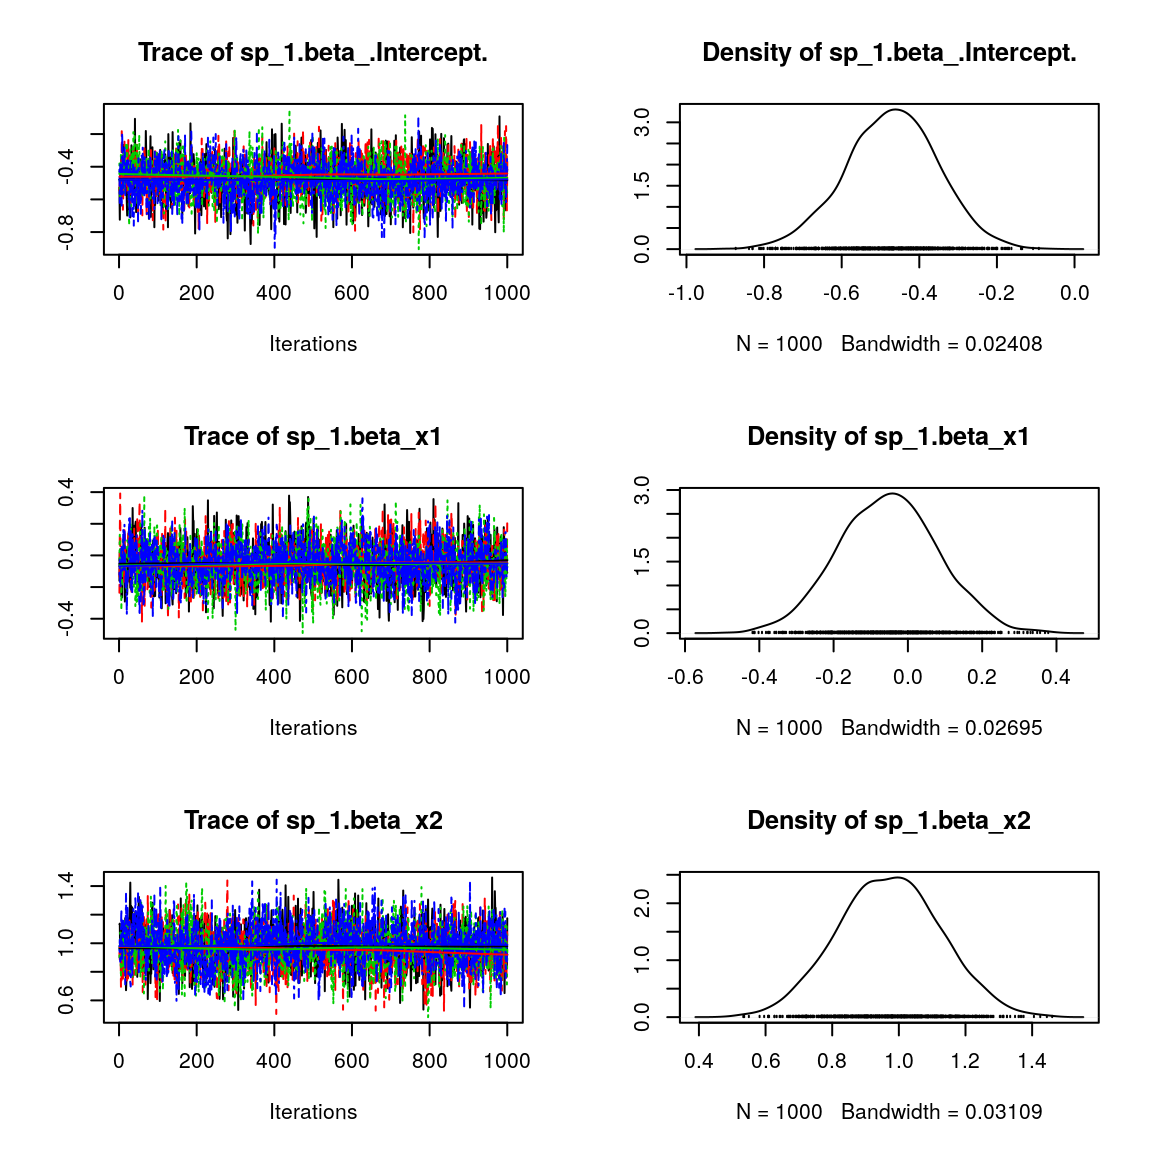 Trace of sp_1.beta_.Intercept.
-0.4
-0.8
0 200 400 600 800 1000
Iterations
Density of sp_1.beta_.Intercept.
3.0
1.5
0.0
-1.0 -0.8 -0.6 -0.4 -0.2 0.0
N = 1000 Bandwidth = 0.02408
Trace of sp_1.beta_x1
0.4
0.0
-0.4
0 200 400 600 800 1000
Iterations
Density of sp_1.beta_x1
3.0
1.5
0.0
-0.6 -0.4 -0.2 0.0 0.2 0.4
N = 1000 Bandwidth = 0.02695
Trace of sp_1.beta_x2
1.4
1.0
0.6
0 200 400 600 800 1000
Iterations
Density of sp_1.beta_x2
2.0
1.0
0.0
0.4 0.6 0.8 1.0 1.2 1.4
N = 1000 Bandwidth = 0.03109